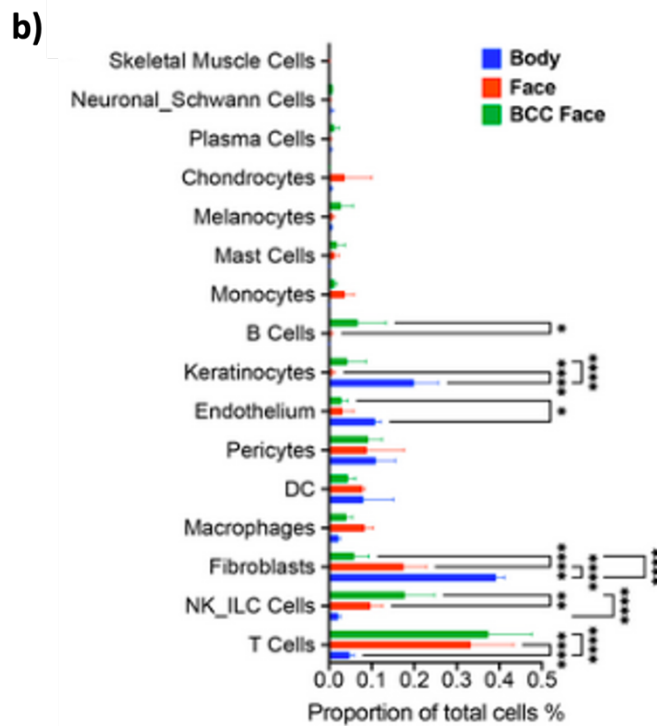 b)
Body
Face
BCC Face
Skeletal Muscle Cells
Neuronal_Schwann Cells
Plasma Cells
Chondrocytes
Melanocytes
Mast Cells
Monocytes
B Cells
Keratinocytes
Endothelium
Pericytes
DC
Macrophages
Fibroblasts
NK_ILC Cells
T Cells
0.0 0.1 0.2 0.3 0.4 0.5
Proportion of total cells %